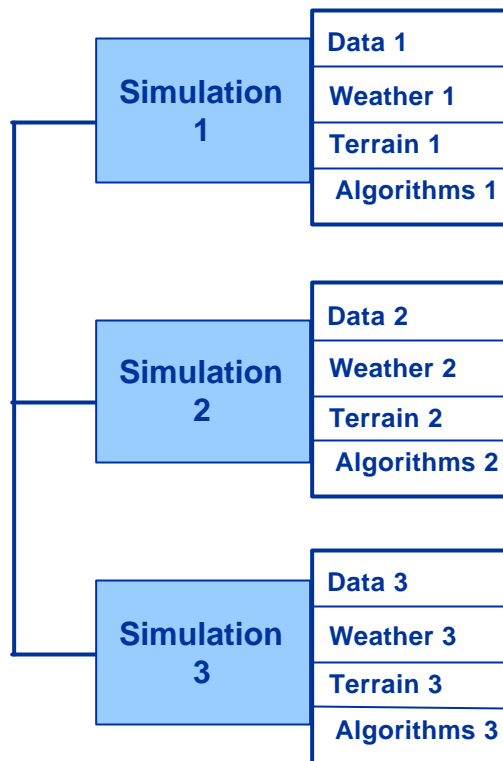 Simulation
1
Data 1
Weather 1
Terrain 1
Algorithms 1
Simulation
2
Data 2
Weather 2
Terrain 2
Algorithms 2
Simulation
3
Data 3
Weather 3
Terrain 3
Algorithms 3